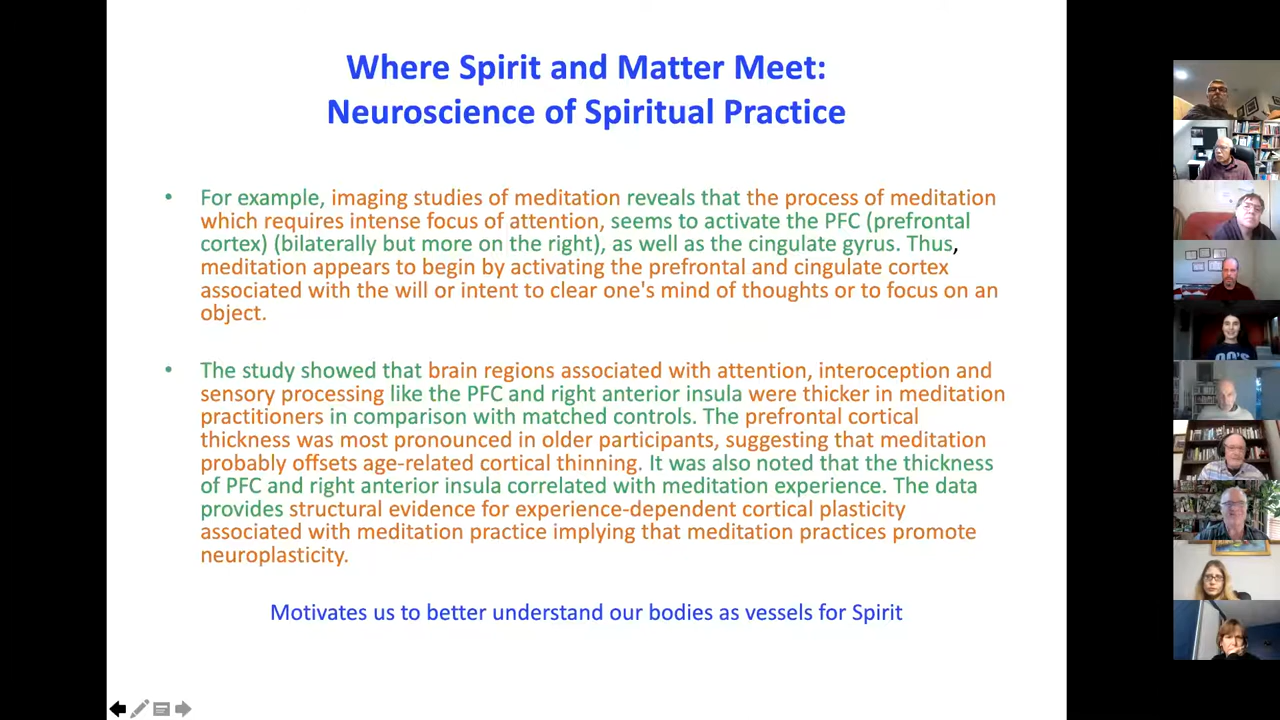 Where Spirit and Matter Meet:
Neuroscience of Spiritual Practice
• For example, imaging studies of meditation reveals that the process of meditation
which requires intense focus of attention, seems to activate the PFC (prefrontal
cortex) (bilaterally but more on the right), as well as the cingulate gyrus. Thus,
meditation appears to begin by activating the prefrontal and cingulate cortex
associated with the will or intent to clear one's mind of thoughts or to focus on an
object.
• The study showed that brain regions associated with attention, interoception and
sensory processing like the PFC and right anterior insula were thicker in meditation
practitioners in comparison with matched controls. The prefrontal cortical
thickness was most pronounced in older participants, suggesting that meditation
probably offsets age-related cortical thinning. It was also noted that the thickness
of PFC and right anterior insula correlated with meditation experience. The data
provides structural evidence for experience-dependent cortical plasticity
associated with meditation practice implying that meditation practices promote
neuroplasticity.
Motivates us to better understand our bodies as vessels for Spirit